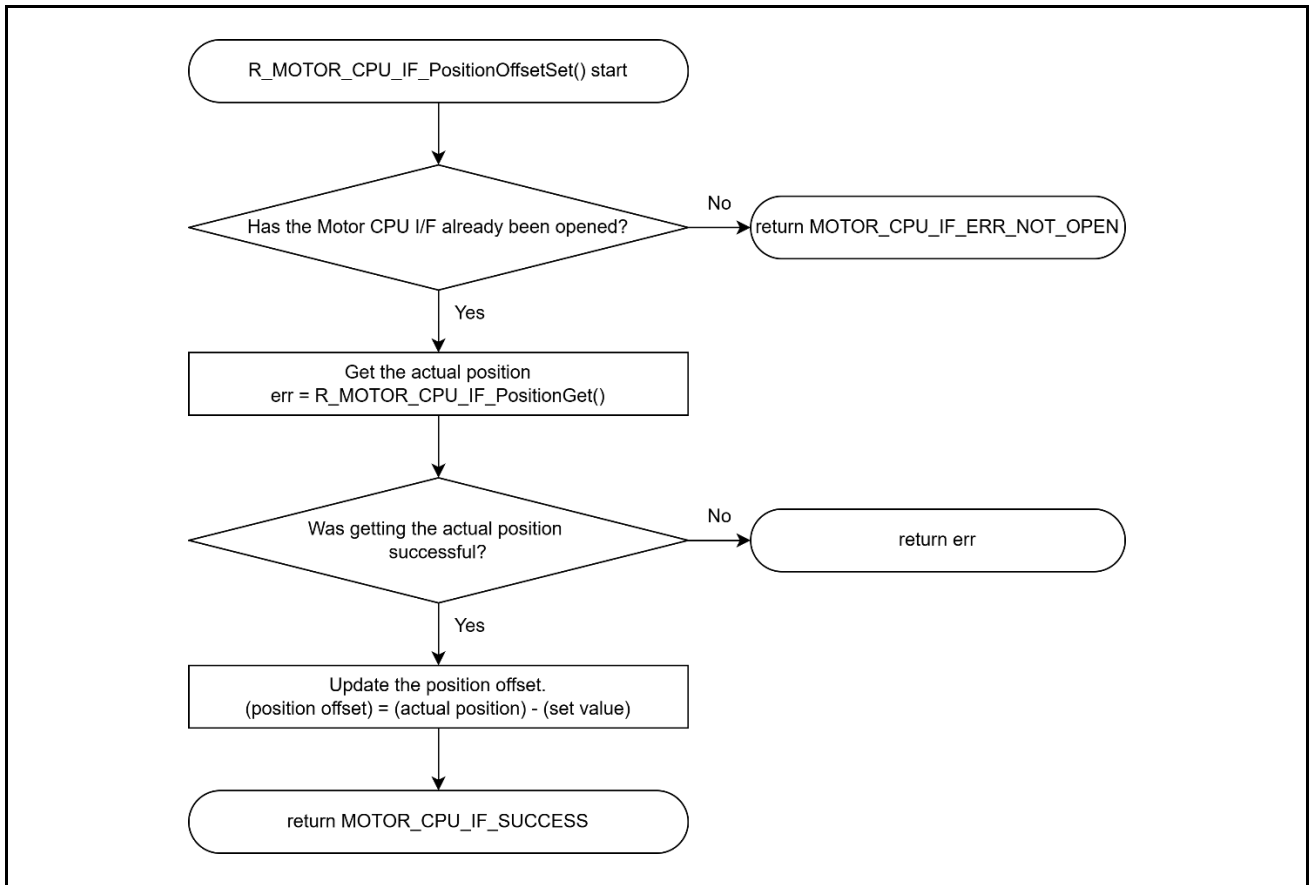 R_MOTOR_CPU_IF_PositionOffsetSet() start
Has the Motor CPU I/F already been opened?
No
return MOTOR_CPU_IF_ERR_NOT_OPEN
Yes
Get the actual position
err = R_MOTOR_CPU_IF_PositionGet()
Was getting the actual position
successful?
No
return err
Yes
Update the position offset.
(position offset) = (actual position) - (set value)
return MOTOR_CPU_IF_SUCCESS